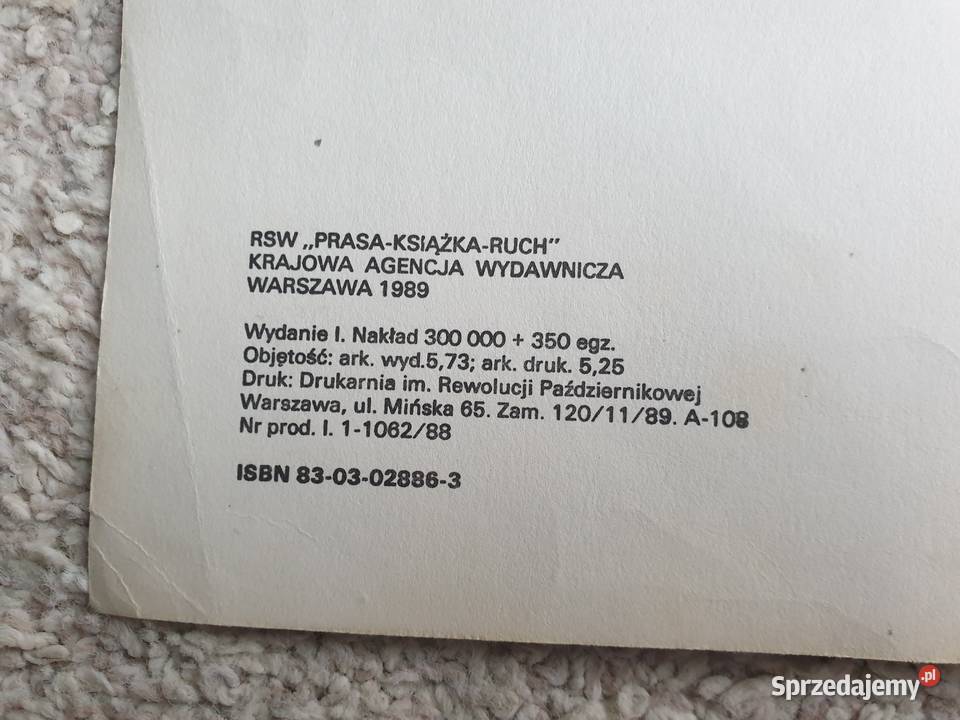 RSW „PRASA-KSIĄŻKA-RUCH”
KRAJOWA AGENCJA WYDAWNICZA
WARSZAWA 1989
Wydanie I. Nakład 300 000 + 350 egz.
Objętość: ark. wyd.5,73; ark. druk. 5,25
Druk: Drukarnia im. Rewolucji Październikowej
Warszawa, ul. Mińska 65. Zam. 120/11/89. A-108
Nr prod. I. 1-1062/88
ISBN 83-03-02886-3
Sprzedajemy.pl